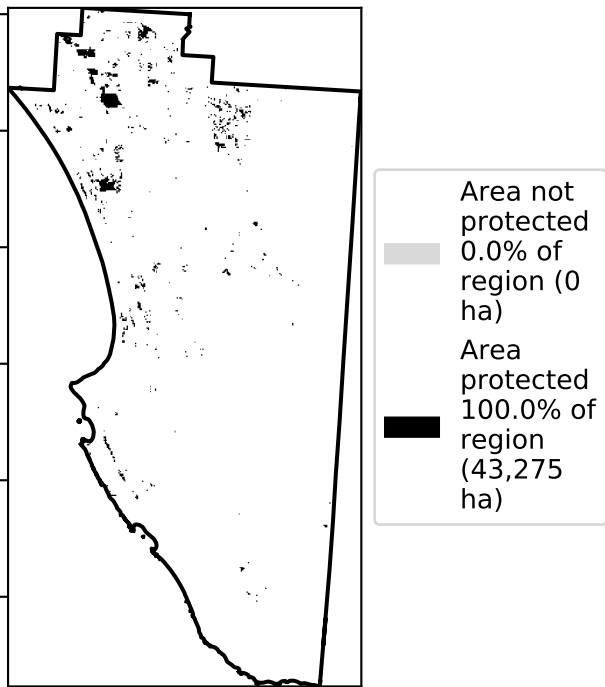 Area not
protected
0.0% of
region (0
ha)
Area
protected
100.0% of
region
(43,275
ha)